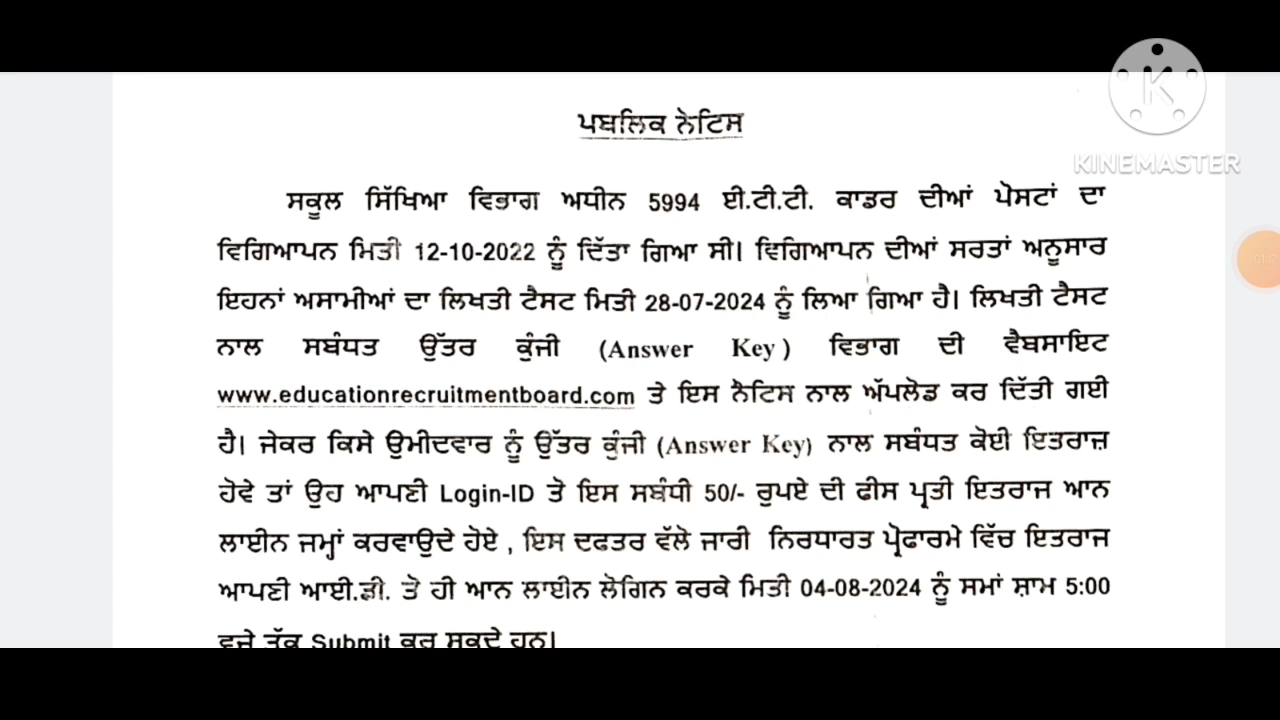 ਪਬਲਿਕ ਨੋਟਿਸ
KINEMASTER
ਸਕੂਲ ਸਿੱਖਿਆ ਵਿਭਾਗ ਅਧੀਨ 5994 ਈ.ਟੀ.ਟੀ. ਕਾਡਰ ਦੀਆਂ ਪੋਸਟਾਂ ਦਾ
ਵਿਗਿਆਪਨ ਮਿਤੀ 12-10-2022 ਨੂੰ ਦਿੱਤਾ ਗਿਆ ਸੀ। ਵਿਗਿਆਪਨ ਦੀਆਂ ਸਰਤਾਂ ਅਨੁਸਾਰ
ਇਹਨਾਂ ਅਸਾਮੀਆਂ ਦਾ ਲਿਖਤੀ ਟੈਸਟ ਮਿਤੀ 28-07-2024 ਨੂੰ ਲਿਆ ਗਿਆ ਹੈ। ਲਿਖਤੀ ਟੈਸਟ
ਨਾਲ ਸਬੰਧਤ ਉੱਤਰ ਕੁੰਜੀ (Answer Key) ਵਿਭਾਗ ਦੀ ਵੈਬਸਾਇਟ
www.educationrecruitmentboard.com ਤੇ ਇਸ ਨੋਟਿਸ ਨਾਲ ਅੱਪਲੋਡ ਕਰ ਦਿੱਤੀ ਗਈ
ਹੈ। ਜੇਕਰ ਕਿਸੇ ਉਮੀਦਵਾਰ ਨੂੰ ਉੱਤਰ ਕੁੰਜੀ (Answer Key) ਨਾਲ ਸਬੰਧਤ ਕੋਈ ਇਤਰਾਜ਼
ਹੋਵੇ ਤਾਂ ਉਹ ਆਪਣੀ Login-ID ਤੋਂ ਇਸ ਸਬੰਧੀ 50/- ਰੁਪਏ ਦੀ ਫੀਸ ਪ੍ਰਤੀ ਇਤਰਾਜ ਆਨ
ਲਾਈਨ ਜਮ੍ਹਾਂ ਕਰਵਾਉਦੇ ਹੋਏ , ਇਸ ਦਫਤਰ ਵੱਲੋ ਜਾਰੀ ਨਿਰਧਾਰਤ ਪ੍ਰੋਫਾਰਮੇ ਵਿੱਚ ਇਤਰਾਜ
ਆਪਣੀ ਆਈ.ਡੀ. ਤੋ ਹੀ ਆਨ ਲਾਈਨ ਲੋਗਿਨ ਕਰਕੇ ਮਿਤੀ 04-08-2024 ਨੂੰ ਸਮਾਂ ਸ਼ਾਮ 5:00
ਵਜੇ ਤੱਕ Submit ਕਰ ਸਕਦੇ ਹਨ।